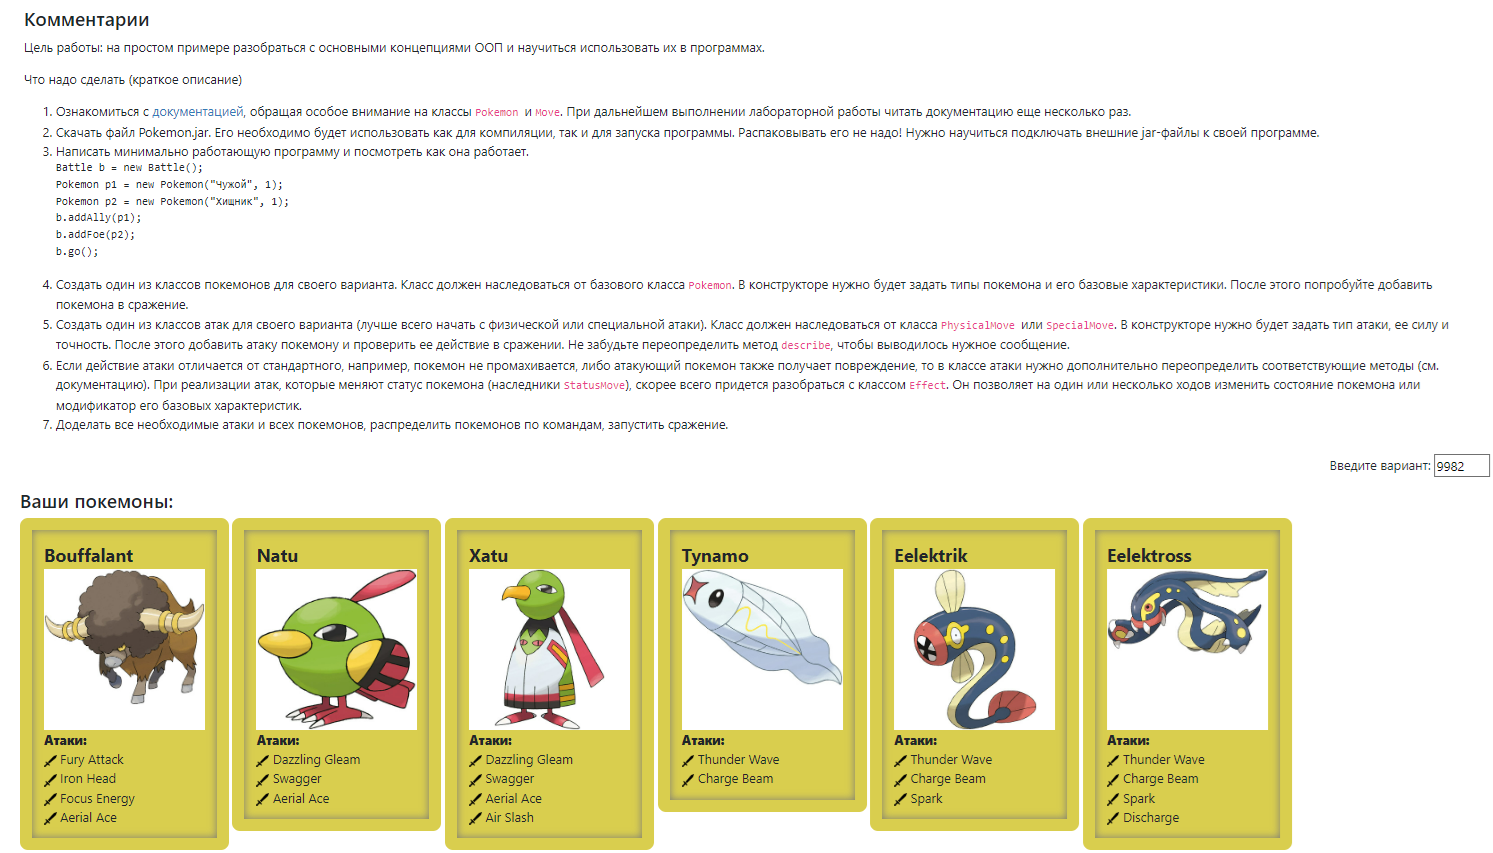 Комментарии
Цель работы: на простом примере разобраться с основными концепциями ООП и научиться использовать их в программах.
Что надо сделать (краткое описание)
1. Ознакомиться с документацией, обращая особое внимание на классы Pokemon и Move. При дальнейшем выполнении лабораторной работы читать документацию еще несколько раз.
2. Скачать файл Pokemon.jar. Его необходимо будет использовать как для компиляции, так и для запуска программы. Распаковывать его не надо! Нужно научиться подключать внешние jar-файлы к своей программе.
3. Написать минимально работающую программу и посмотреть как она работает.
Battle b = new Battle();
Pokemon p1 = new Pokemon("Чужой", 1);
Pokemon p2 = new Pokemon("Хищник", 1);
b.addAlly(p1);
b.addFoe(p2);
b.go();
4. Создать один из классов покемонов для своего варианта. Класс должен наследоваться от базового класса Pokemon. В конструкторе нужно будет задать типы покемона и его базовые характеристики. После этого попробуйте добавить
покемона в сражение.
5. Создать один из классов атак для своего варианта (лучше всего начать с физической или специальной атаки). Класс должен наследоваться от класса PhysicalMove или SpecialMove. В конструкторе нужно будет задать тип атаки, ее силу и
точность. После этого добавить атаку покемону и проверить ее действие в сражении. Не забудьте переопределить метод describe, чтобы выводилось нужное сообщение.
6. Если действие атаки отличается от стандартного, например, покемон не промахивается, либо атакующий покемон также получает повреждение, то в классе атаки нужно дополнительно переопределить соответствующие методы (см.
документацию). При реализации атак, которые меняют статус покемона (наследники StatusMove), скорее всего придется разобраться с классом Effect. Он позволяет на один или несколько ходов изменить состояние покемона или
модификатор его базовых характеристик.
7. Доделать все необходимые атаки и всех покемонов, распределить покемонов по командам, запустить сражение.
Введите вариант: 9982
Ваши покемоны:
Bouffalant
Атаки:
Fury Attack
Iron Head
Focus Energy
Aerial Ace
Natu
Атаки:
Dazzling Gleam
Swagger
Aerial Ace
Xatu
Атаки:
Dazzling Gleam
Swagger
Aerial Ace
Air Slash
Tynamo
Атаки:
Thunder Wave
Charge Beam
Eelektrik
Атаки:
Thunder Wave
Charge Beam
Spark
Eelektross
Атаки:
Thunder Wave
Charge Beam
Spark
Discharge